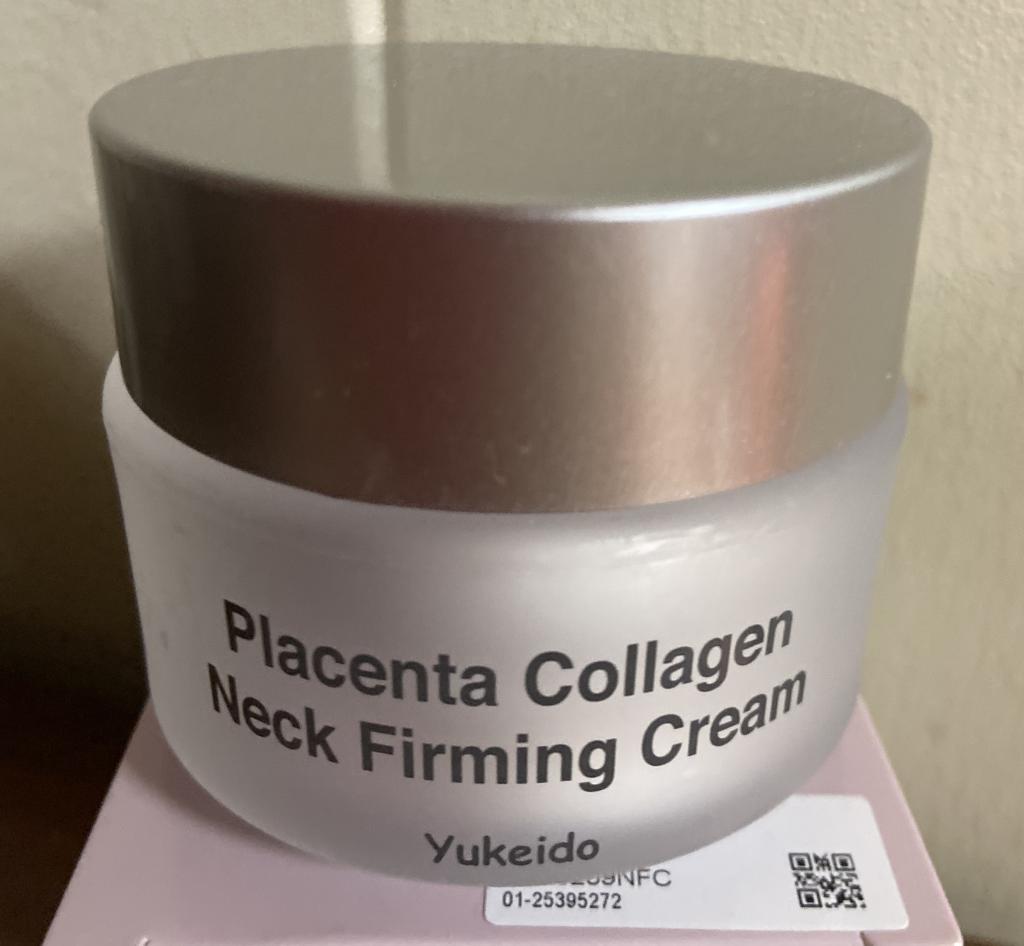 Placenta Collagen
Neck Firming Cream
Yukeido
01-25395272